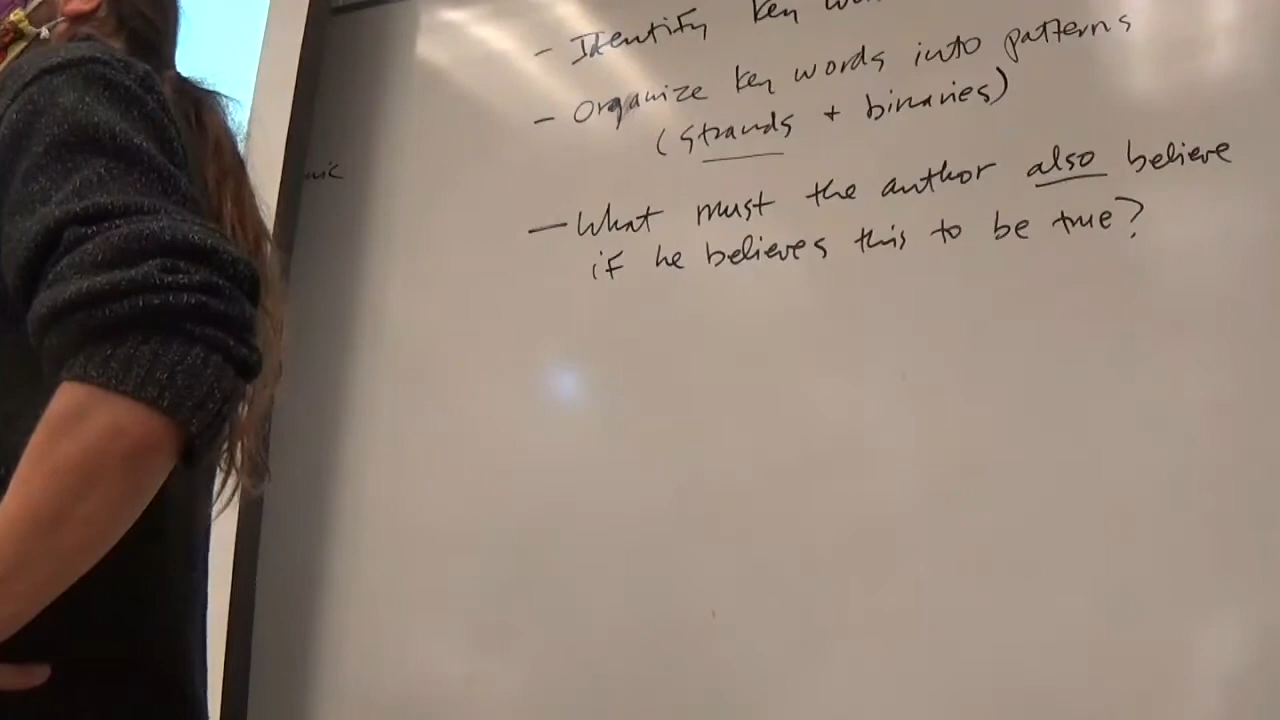 - Identify key
- Organize key words into patterns
(strands + binaries)
- What must the author also believe
if he believes this to be true?